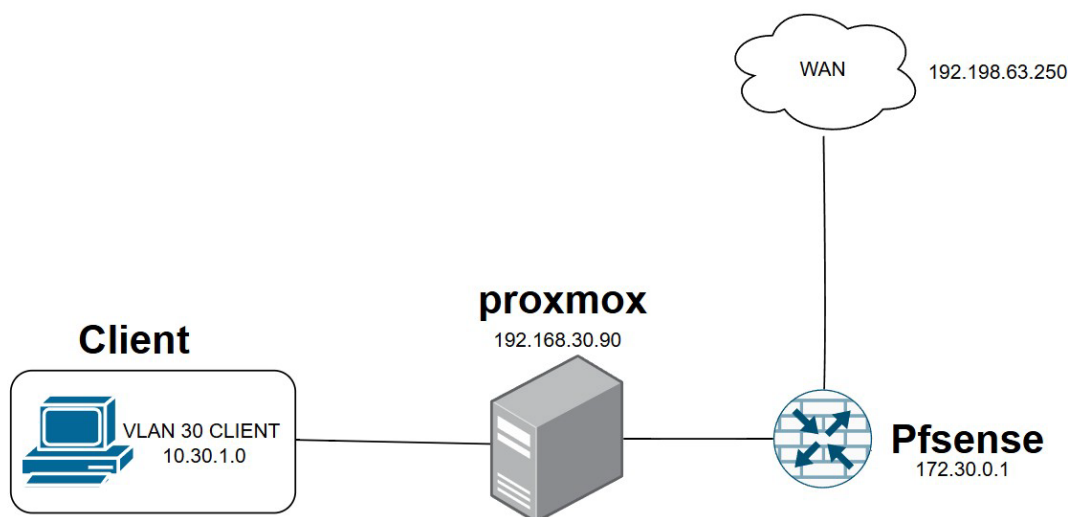 WAN
192.198.63.250
proxmox
192.168.30.90
Client
VLAN 30 CLIENT
10.30.1.0
Pfsense
172.30.0.1